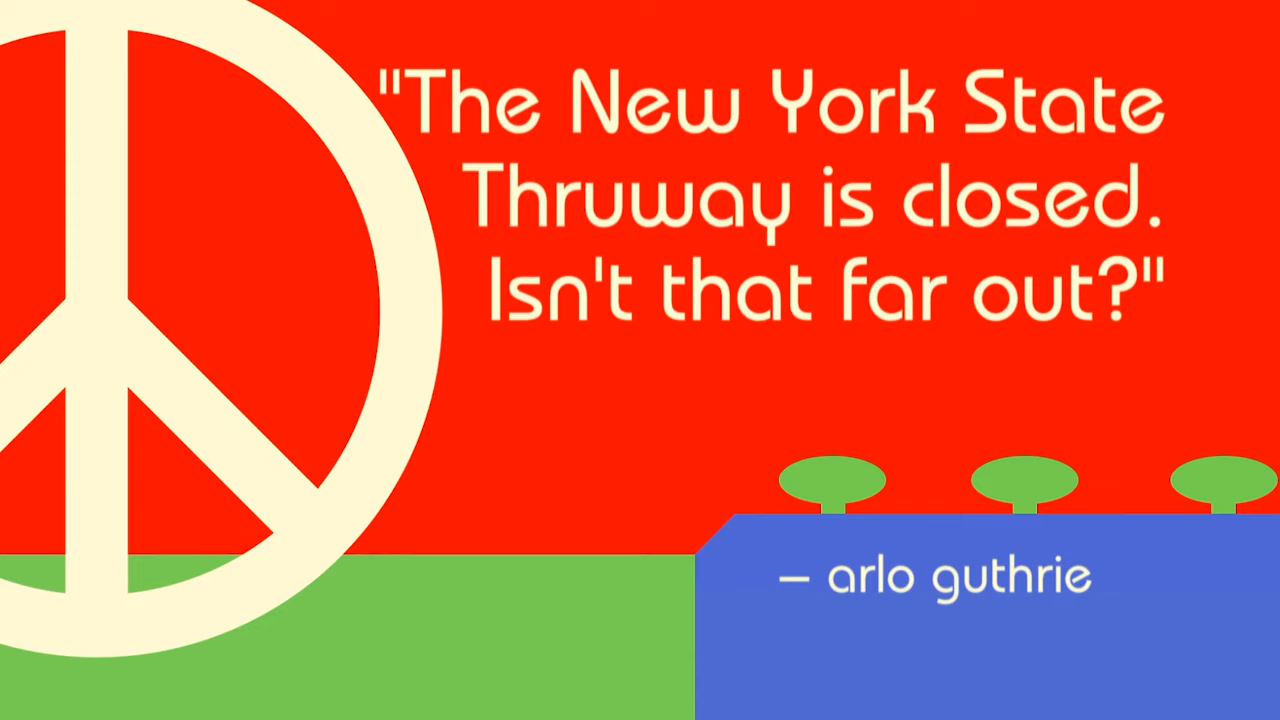 "The New York State
Thruway is closed.
Isn't that far out?"
— arlo guthrie